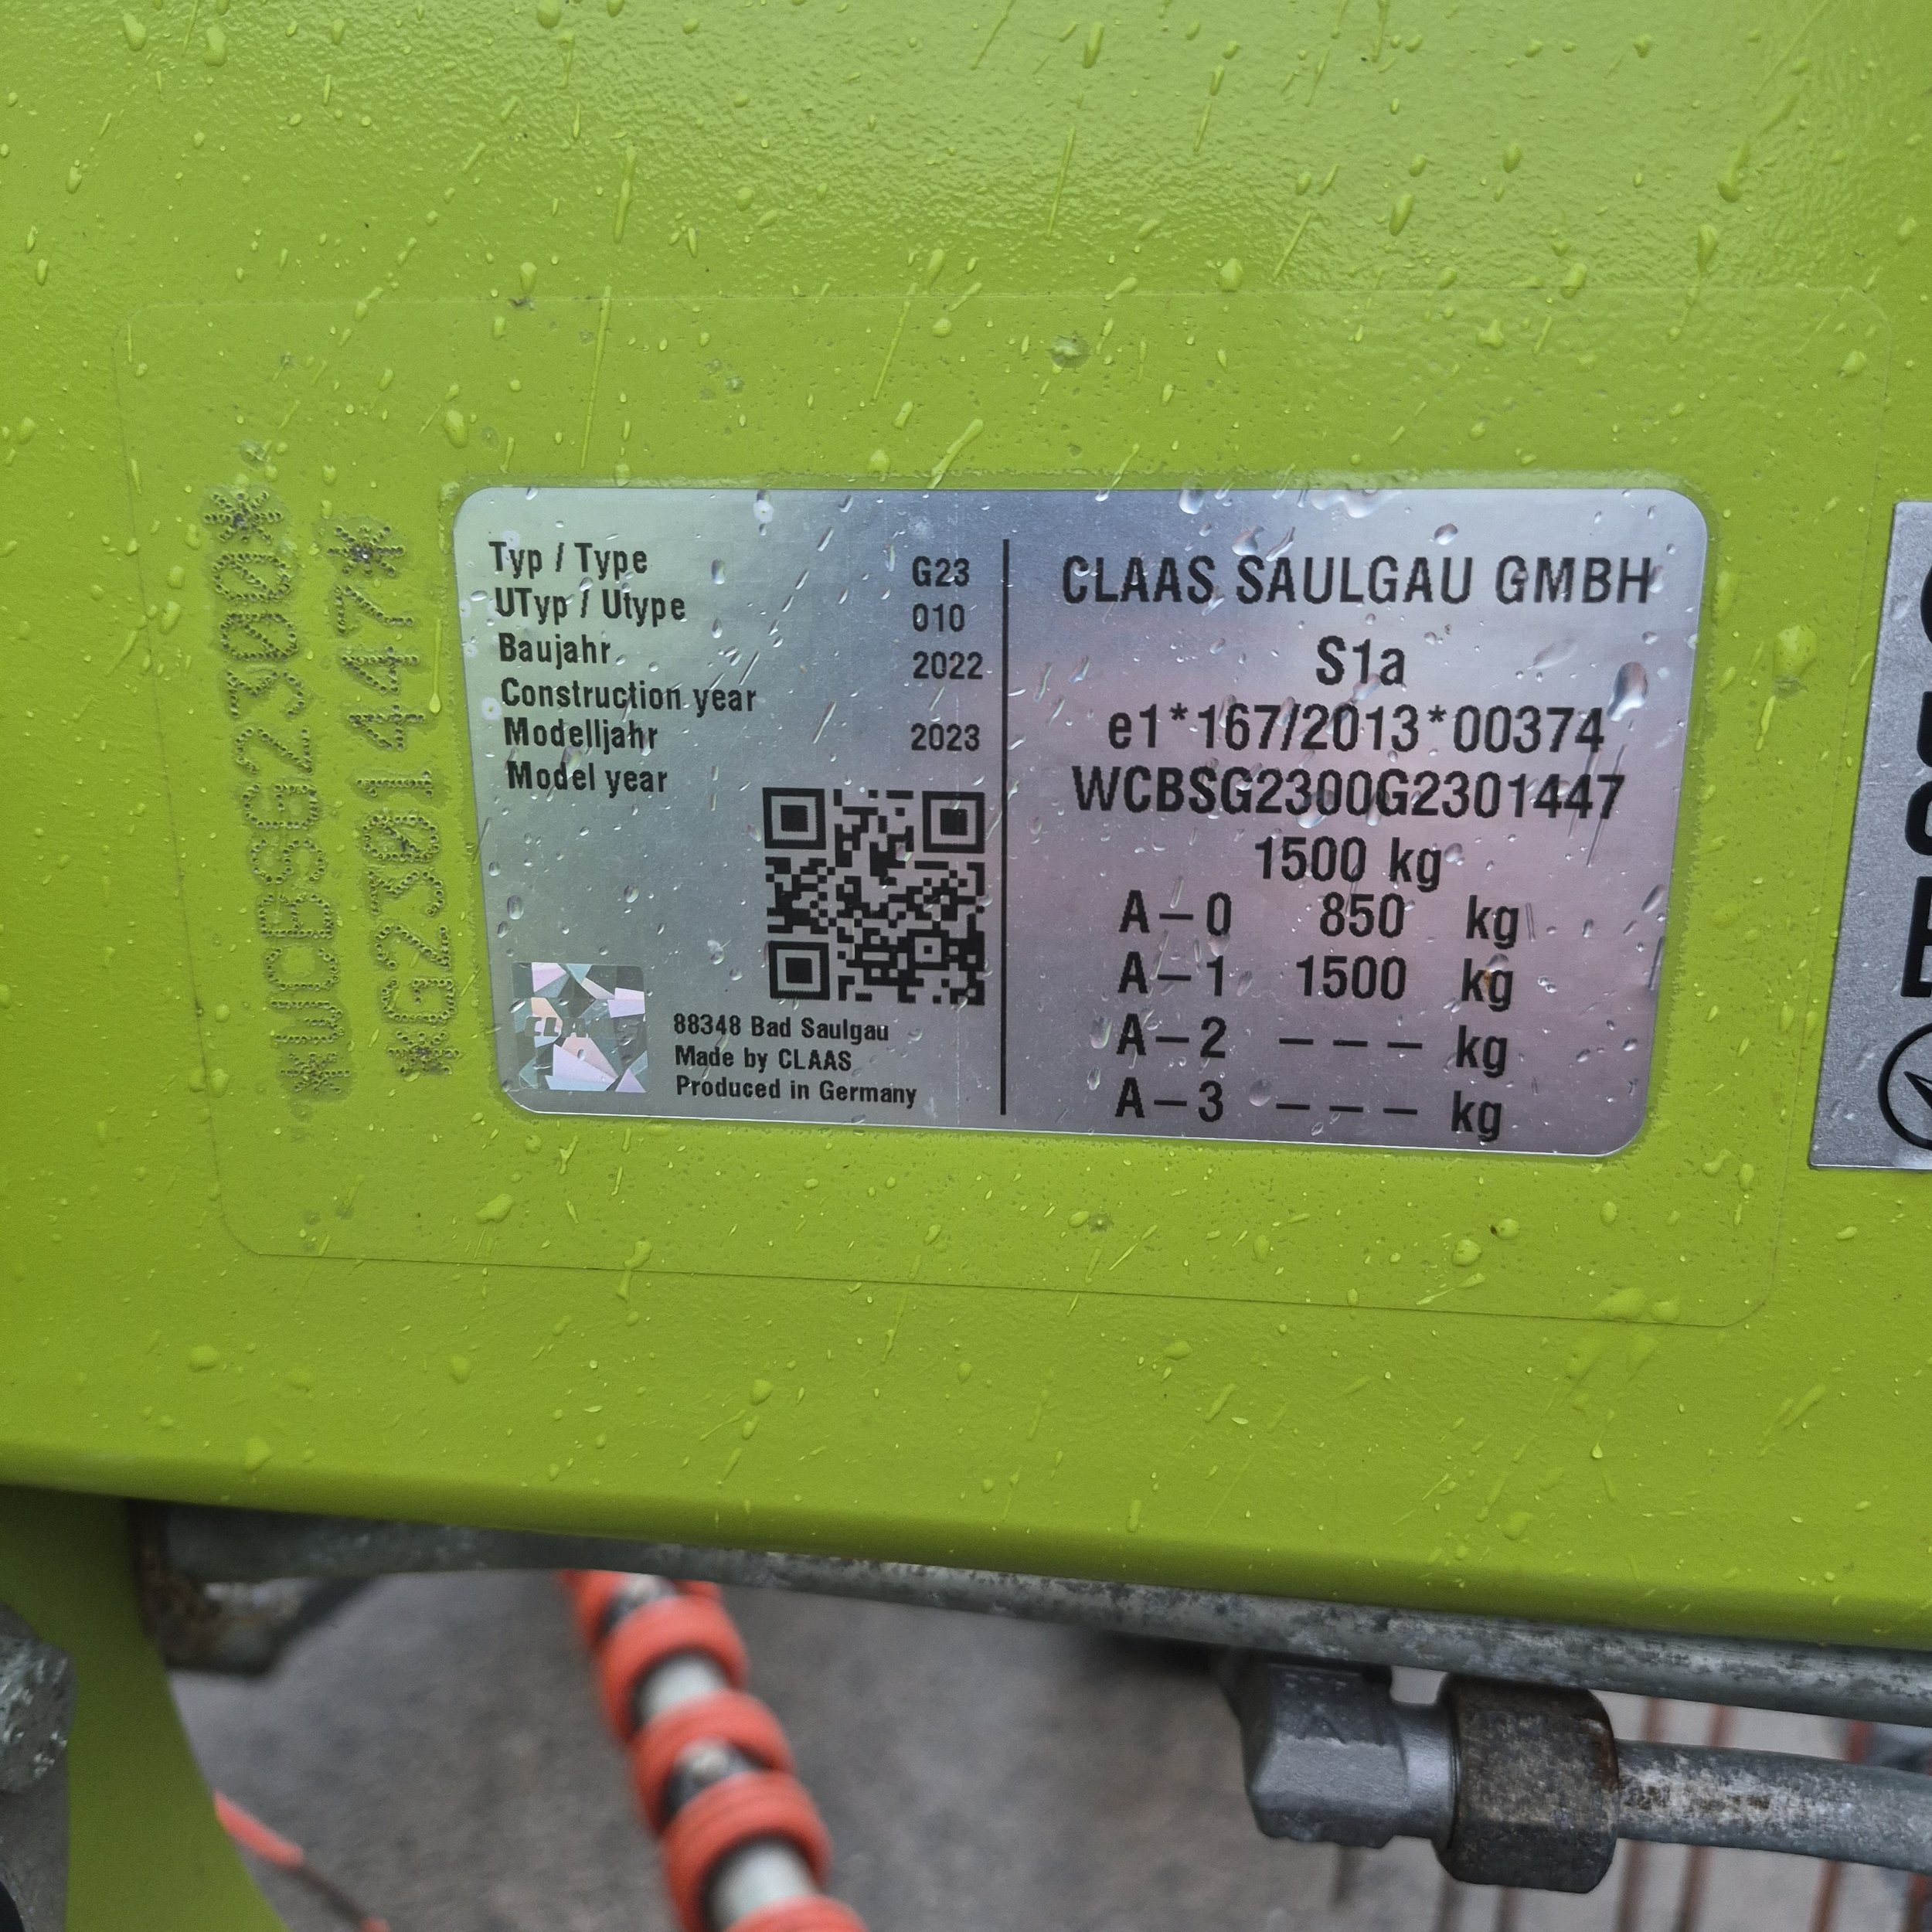 *WCBSG2300*
*G2301447*
Typ / Type G23
UTyp / Utype 010
Baujahr 2022
Construction year
Modelljahr 2023
Model year
CLAAS
88348 Bad Saulgau
Made by CLAAS
Produced in Germany
CLAAS SAULGAU GMBH
S1a
e1*167/2013*00374
WCBSG2300G2301447
1500 kg
A-0 850 kg
A-1 1500 kg
A-2 --- kg
A-3 --- kg